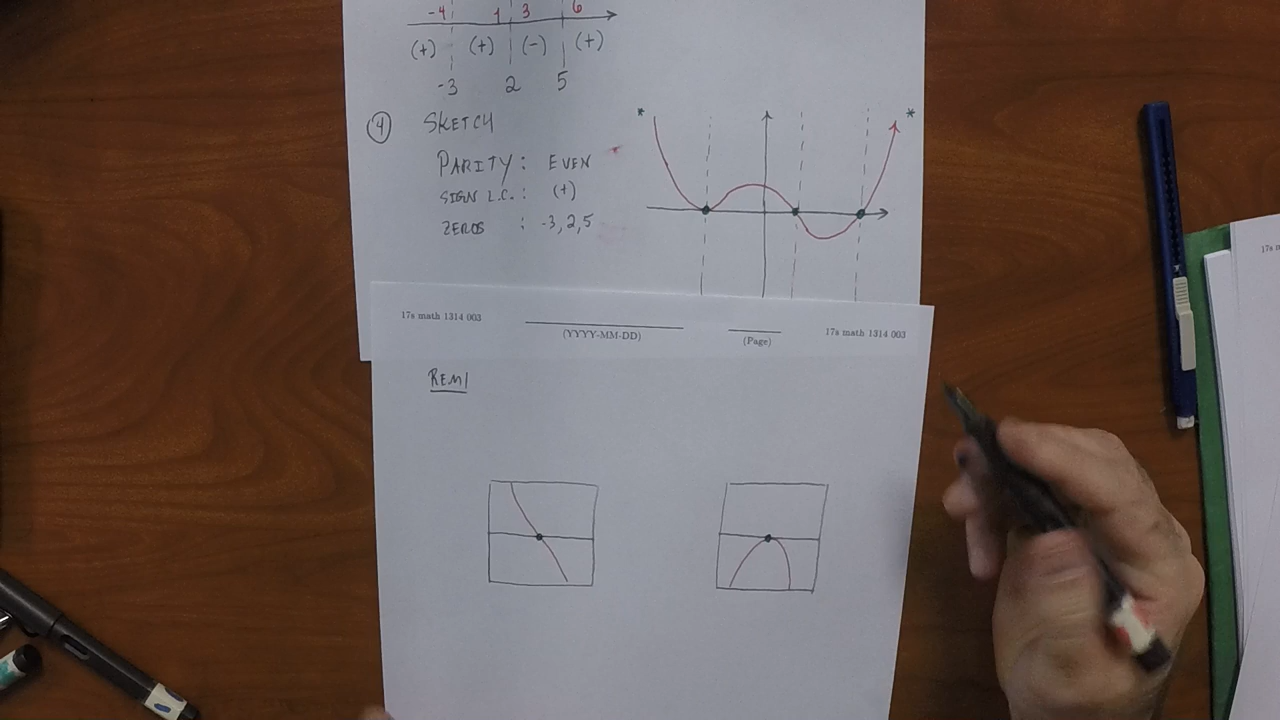 -4 1 3 6
(+) (+) (-) (+)
-3 2 5
4 SKETCH
PARITY: EVEN
SIGN L.C.: (+)
ZEROS : -3,2,5
* *
17s math 1314 003 (YYYY-MM-DD) (Page) 17s math 1314 003
REM1